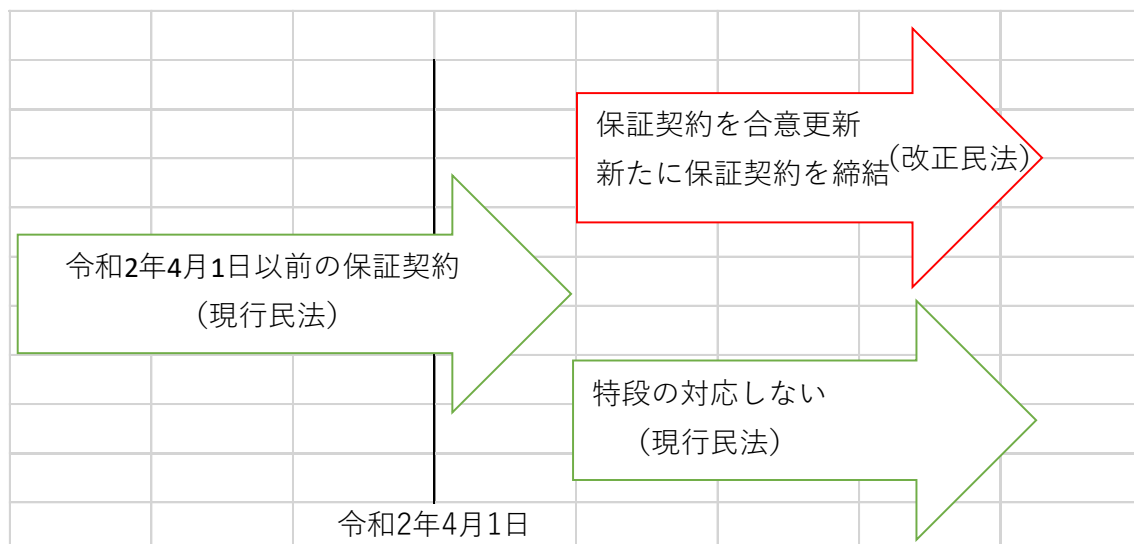 保証契約を合意更新
新たに保証契約を締結(改正民法)
令和2年4月1日以前の保証契約
(現行民法)
特段の対応しない
(現行民法)
令和2年4月1日